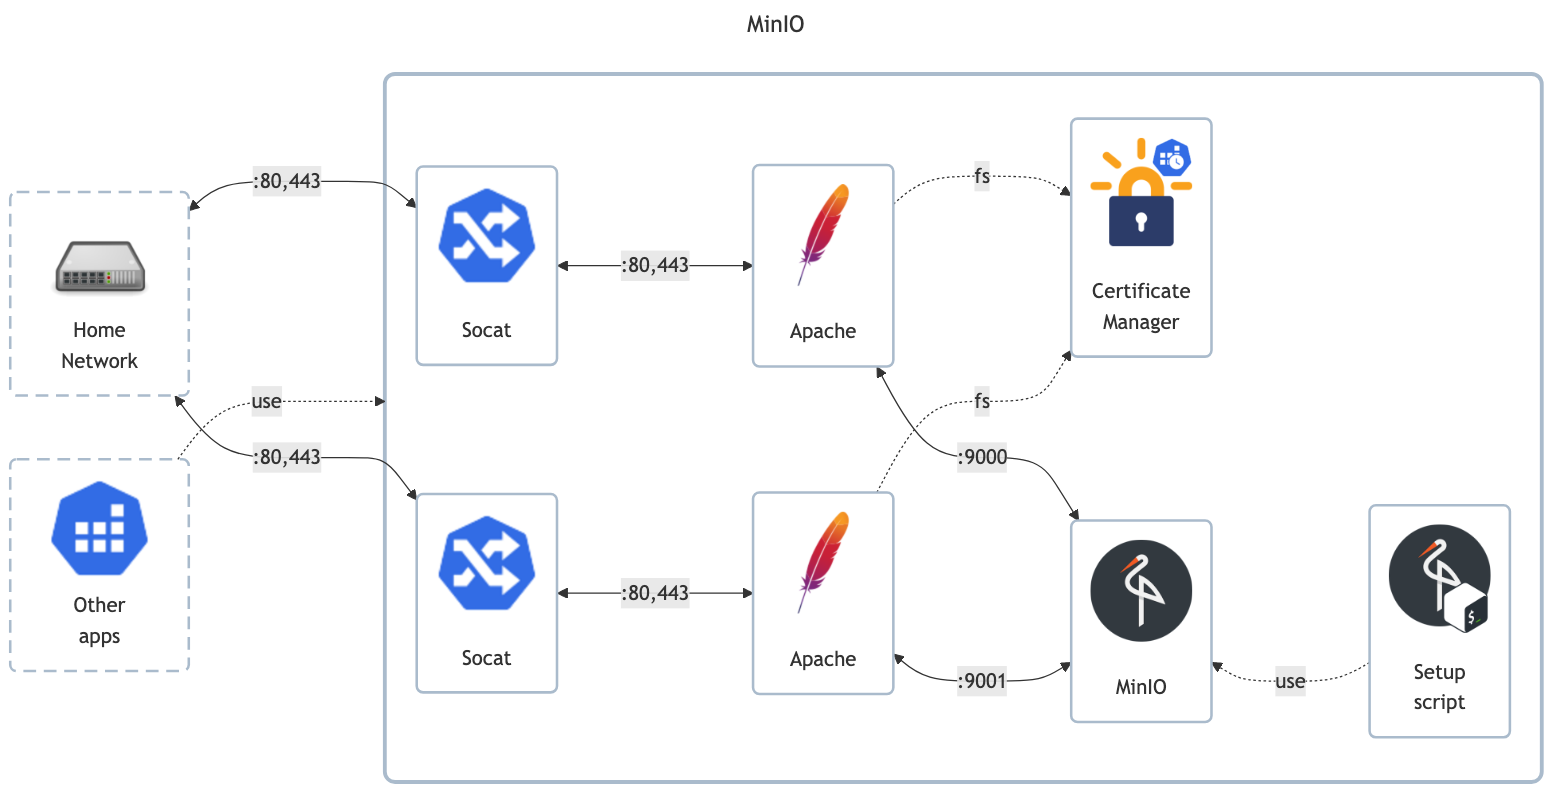 MinIO
:80,443
Home
Network
Socat
:80,443
Apache
fs
Certificate
Manager
use
:80,443
fs
:9000
Other
apps
Socat
:80,443
Apache
:9001
MinIO
use
$_
Setup
script